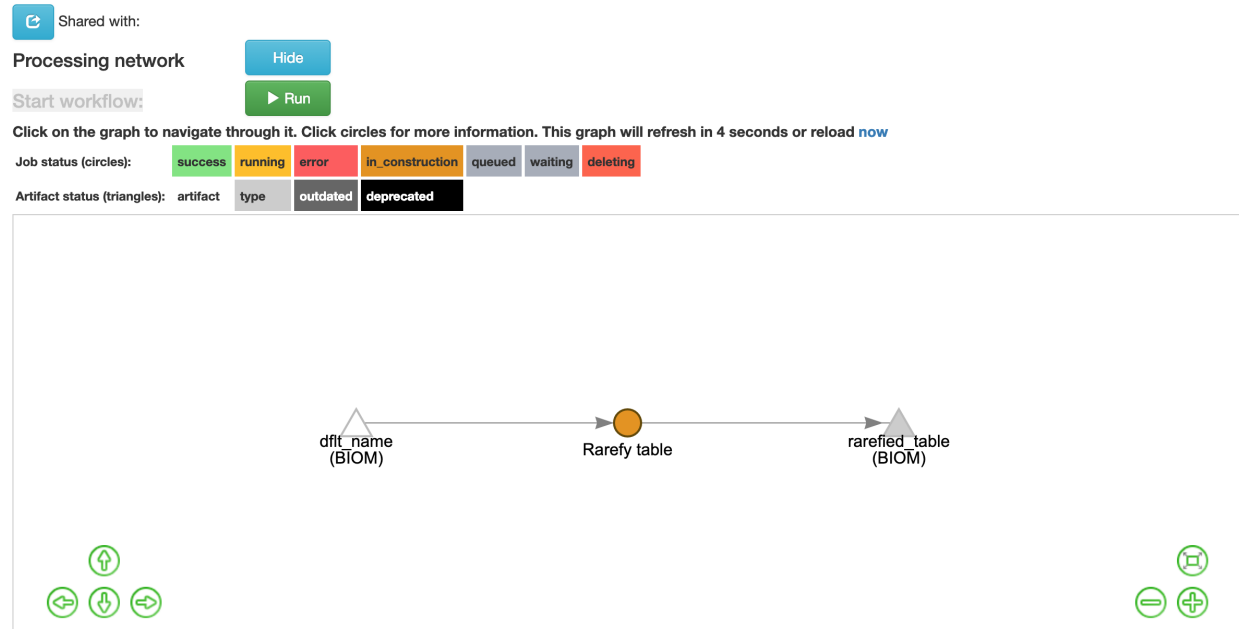 Shared with:
Processing network
Hide
Start workflow:
Run
Click on the graph to navigate through it. Click circles for more information. This graph will refresh in 4 seconds or reload now
Job status (circles): success running error in_construction queued waiting deleting
Artifact status (triangles): artifact type outdated deprecated
dflt_name
(BIOM)
Rarefy table
rarefied_table
(BIOM)